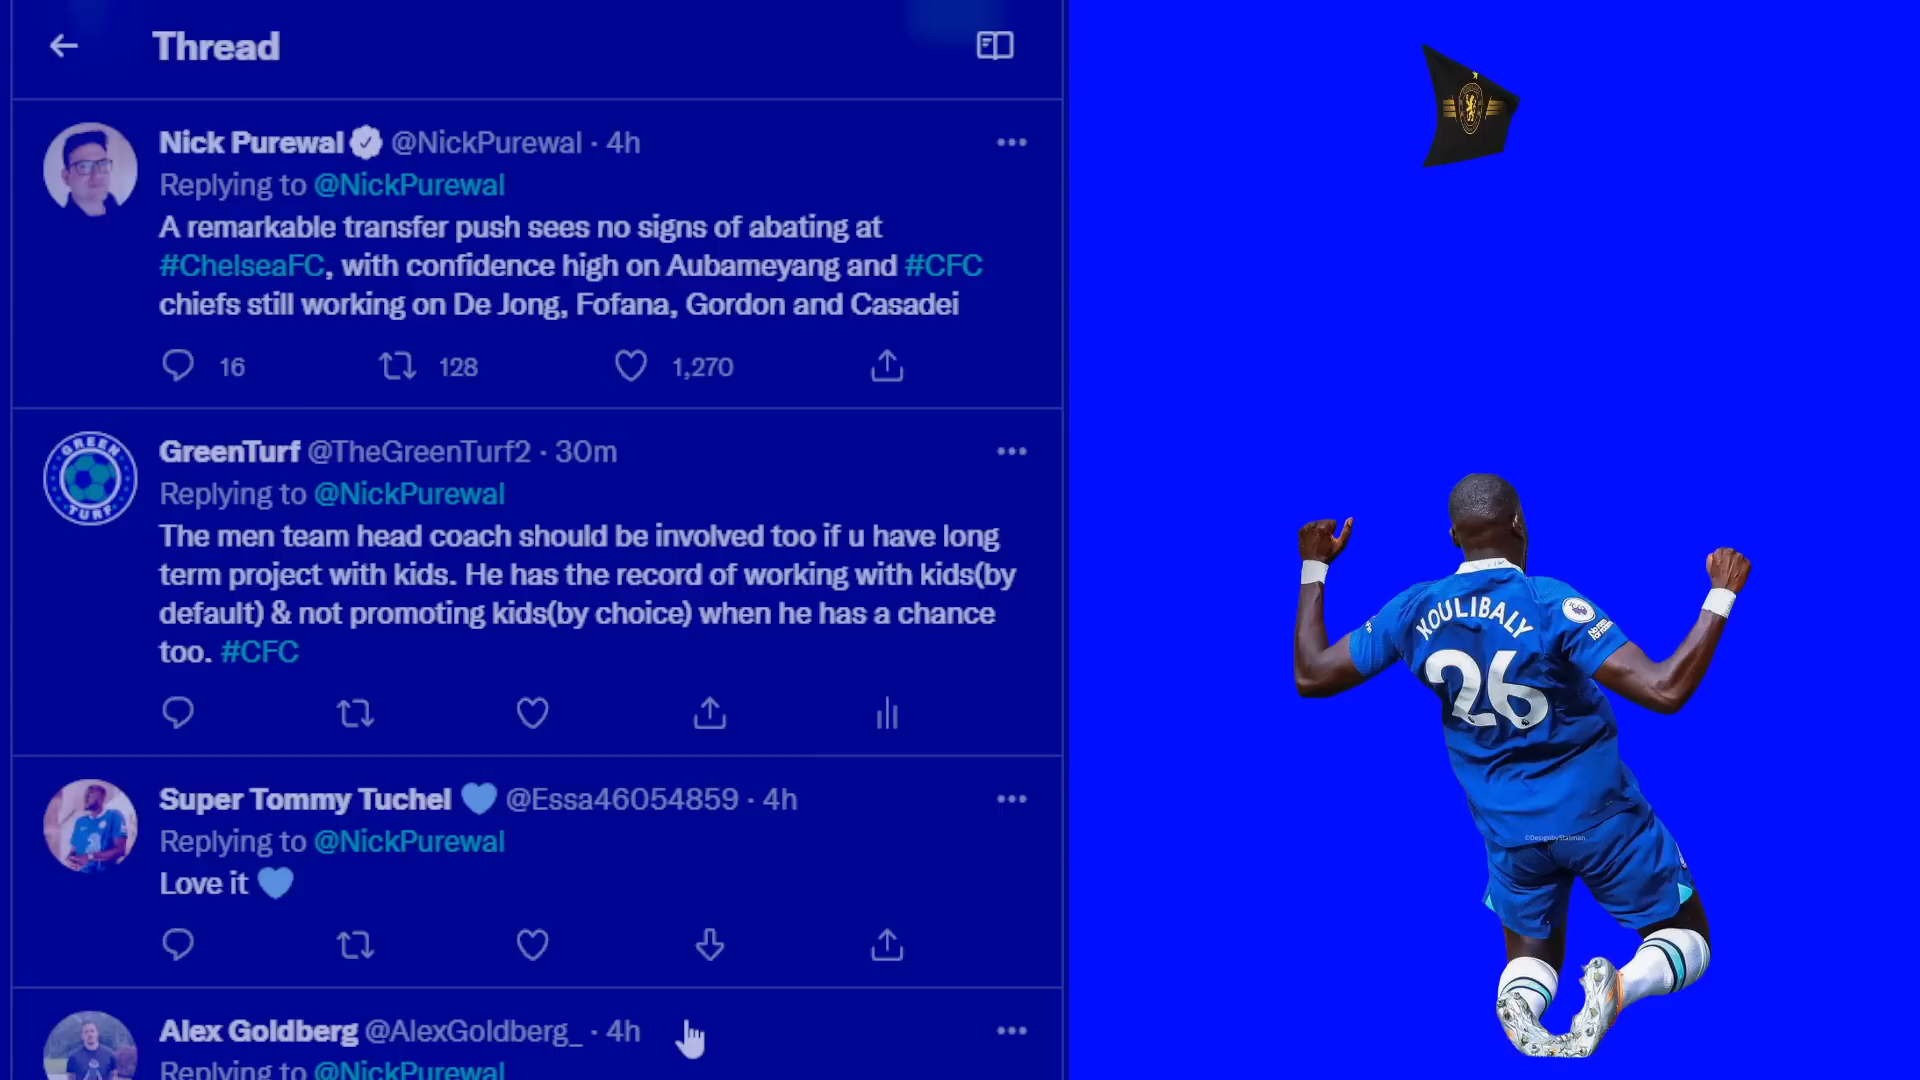 Thread
Nick Purewal @NickPurewal · 4h
Replying to @NickPurewal
A remarkable transfer push sees no signs of abating at
#ChelseaFC, with confidence high on Aubameyang and #CFC
chiefs still working on De Jong, Fofana, Gordon and Casadei
16 128 1,270
GREEN TURF
GreenTurf @TheGreenTurf2 · 30m
Replying to @NickPurewal
The men team head coach should be involved too if u have long
term project with kids. He has the record of working with kids(by
default) & not promoting kids(by choice) when he has a chance
too. #CFC
Super Tommy Tuchel 💙 @Essa46054859 · 4h
Replying to @NickPurewal
Love it 💙
Alex Goldberg @AlexGoldberg_ · 4h
Replying to @NickPurewal
KOULIBALY
26
©DesignbyStalman